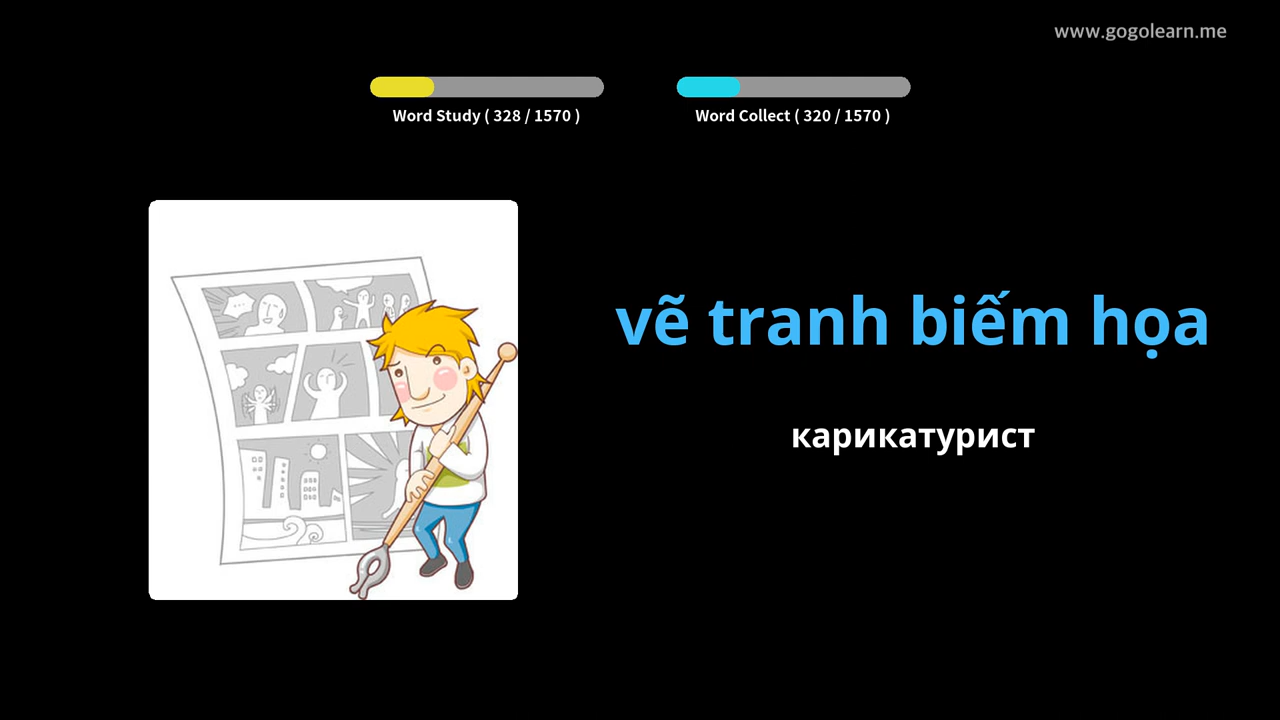 www.gogolearn.me
Word Study ( 328 / 1570 )
Word Collect ( 320 / 1570 )
vẽ tranh biếm họa
карикатурист